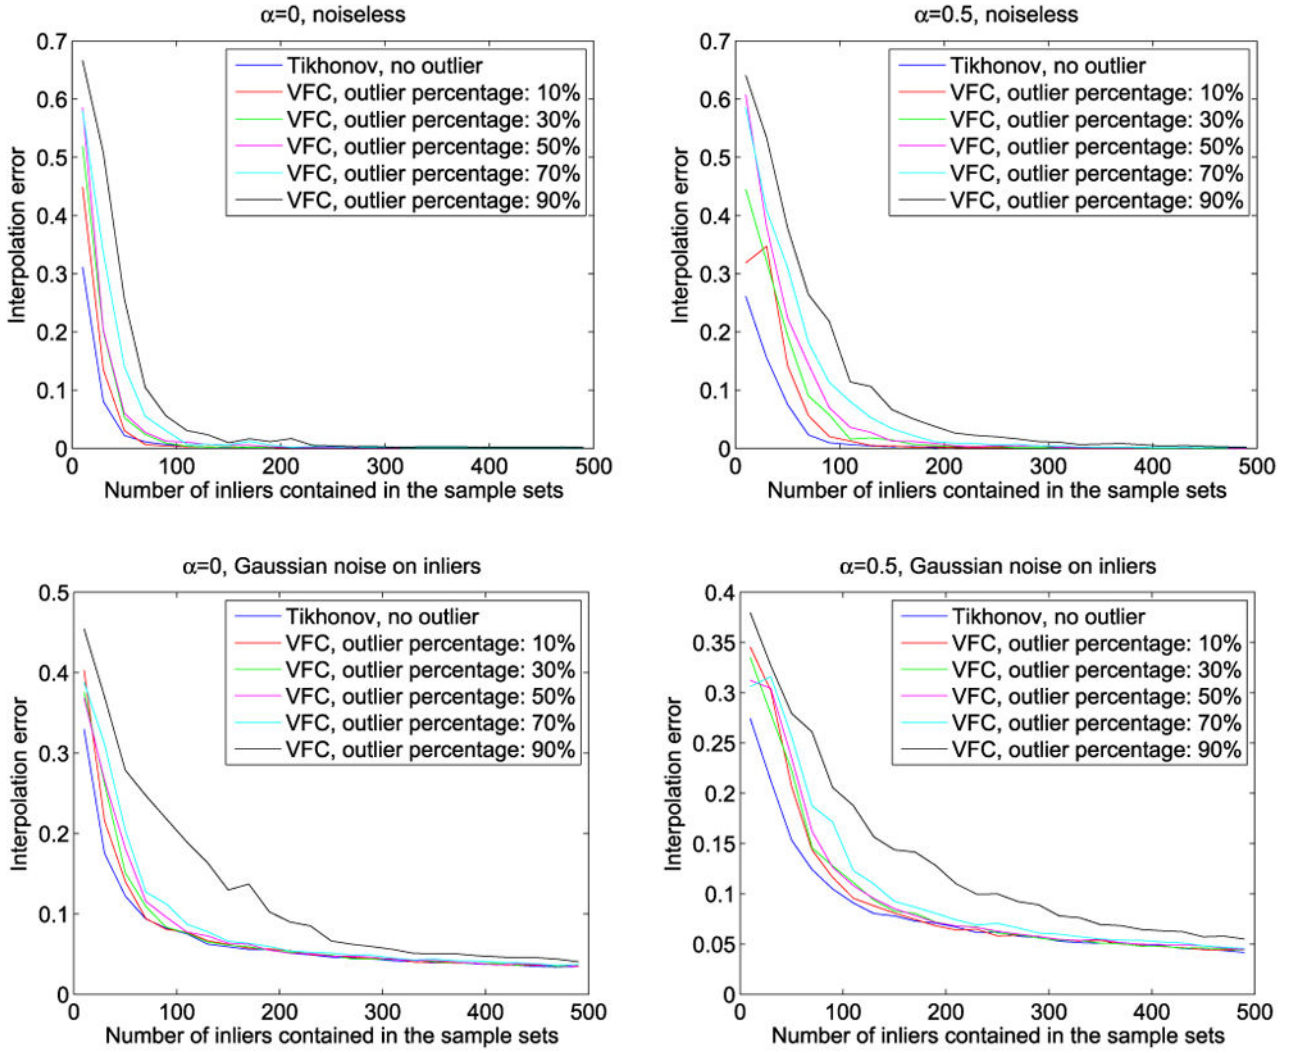 α=0, noiseless
0.7
0.6
0.5
0.4
0.3
0.2
0.1
0
Interpolation error
Tikhonov, no outlier
VFC, outlier percentage: 10%
VFC, outlier percentage: 30%
VFC, outlier percentage: 50%
VFC, outlier percentage: 70%
VFC, outlier percentage: 90%
0 100 200 300 400 500
Number of inliers contained in the sample sets
α=0.5, noiseless
0.7
0.6
0.5
0.4
0.3
0.2
0.1
0
Interpolation error
Tikhonov, no outlier
VFC, outlier percentage: 10%
VFC, outlier percentage: 30%
VFC, outlier percentage: 50%
VFC, outlier percentage: 70%
VFC, outlier percentage: 90%
0 100 200 300 400 500
Number of inliers contained in the sample sets
α=0, Gaussian noise on inliers
0.5
0.4
0.3
0.2
0.1
0
Interpolation error
Tikhonov, no outlier
VFC, outlier percentage: 10%
VFC, outlier percentage: 30%
VFC, outlier percentage: 50%
VFC, outlier percentage: 70%
VFC, outlier percentage: 90%
0 100 200 300 400 500
Number of inliers contained in the sample sets
α=0.5, Gaussian noise on inliers
0.4
0.35
0.3
0.25
0.2
0.15
0.1
0.05
0
Interpolation error
Tikhonov, no outlier
VFC, outlier percentage: 10%
VFC, outlier percentage: 30%
VFC, outlier percentage: 50%
VFC, outlier percentage: 70%
VFC, outlier percentage: 90%
0 100 200 300 400 500
Number of inliers contained in the sample sets